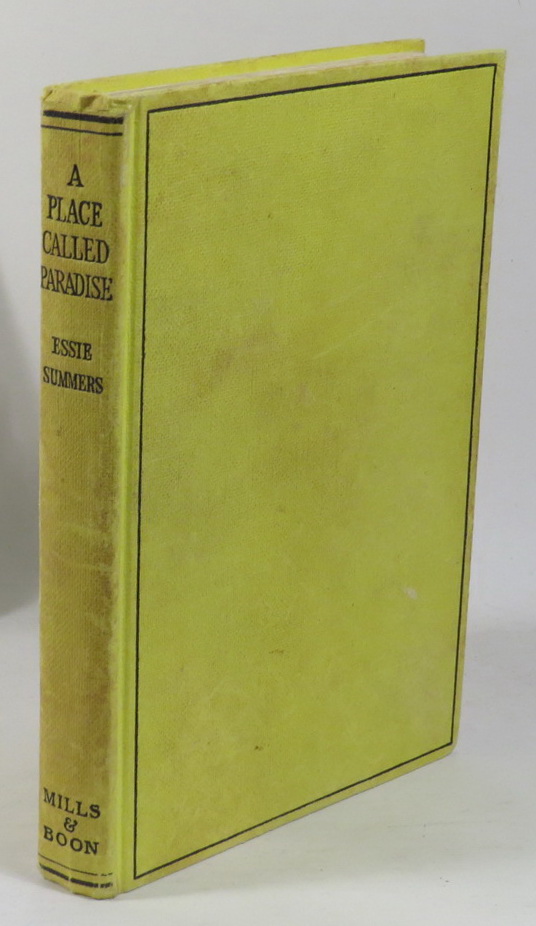 A
PLACE
CALLED
PARADISE
ESSIE
SUMMERS
MILLS
&
BOON